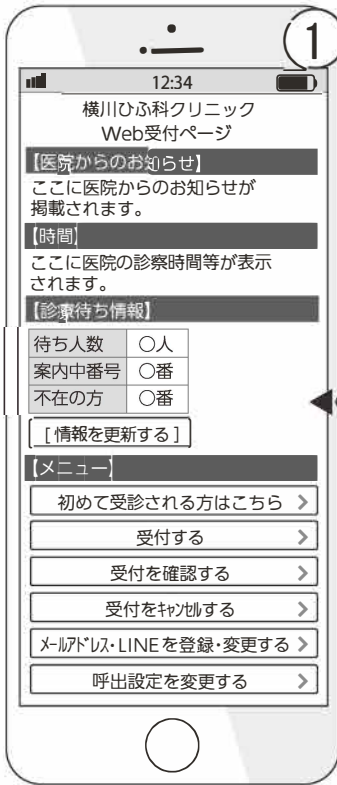 ①
12:34
横川ひふ科クリニック
Web受付ページ
【医院からのお知らせ】
ここに医院からのお知らせが
掲載されます。
【時間】
ここに医院の診察時間等が表示
されます。
【診療待ち情報】
待ち人数 〇人
案内中番号 〇番
不在の方 〇番
[情報を更新する]
【メニュー】
初めて受診される方はこちら
受付する
受付を確認する
受付をｷｬﾝｾﾙする
ﾒｰﾙｱﾄﾞﾚｽ・LINEを登録・変更する
呼出設定を変更する